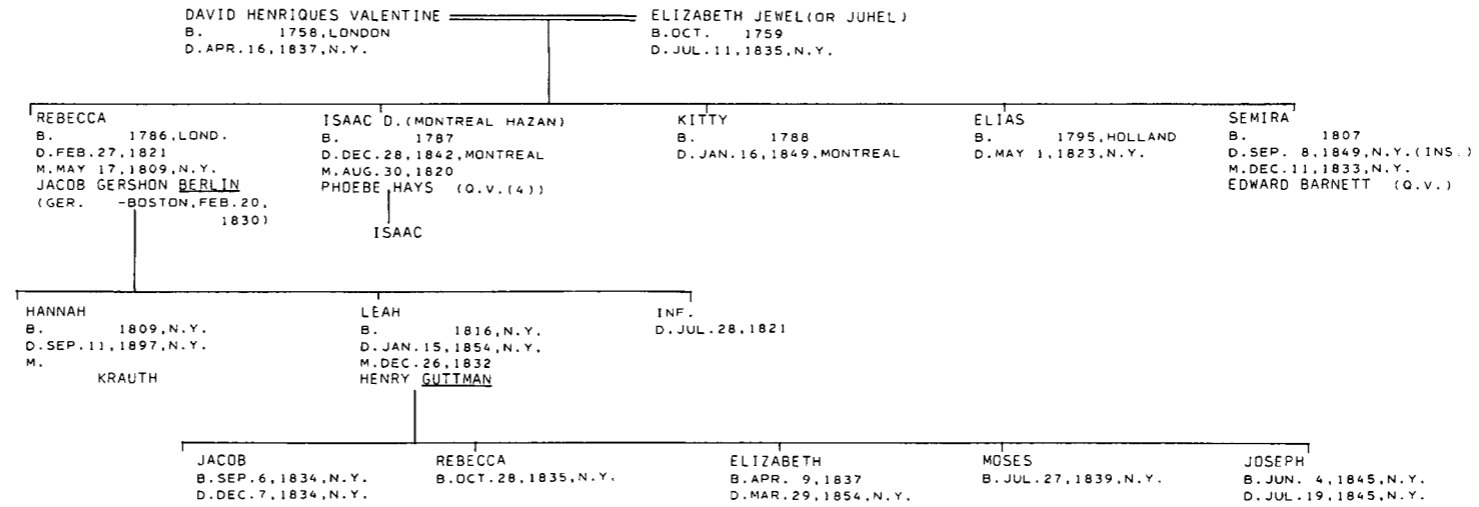 DAVID HENRIQUES VALENTINE
B. 1758,LONDON
D.APR.16,1837,N.Y.
ELIZABETH JEWEL(OR JUHEL)
B.OCT. 1759
D.JUL.11,1835,N.Y.
REBECCA
B. 1786,LOND.
D.FEB.27,1821
M.MAY 17,1809,N.Y.
JACOB GERSHON BERLIN
(GER. -BOSTON,FEB.20,
1830)
ISAAC D.(MONTREAL HAZAN)
B. 1787
D.DEC.28,1842,MONTREAL
M.AUG.30,1820
PHOEBE HAYS (Q.V.(4))
ISAAC
KITTY
B. 1788
D.JAN.16,1849,MONTREAL
ELIAS
B. 1795,HOLLAND
D.MAY 1,1823,N.Y.
SEMIRA
B. 1807
D.SEP. 8,1849,N.Y.(INS.)
M.DEC.11,1833,N.Y.
EDWARD BARNETT (Q.V.)
HANNAH
B. 1809,N.Y.
D.SEP.11,1897,N.Y.
M.
KRAUTH
LEAH
B. 1816,N.Y.
D.JAN.15,1854,N.Y.
M.DEC.26,1832
HENRY GUTTMAN
INF.
D.JUL.28,1821
JACOB
B.SEP.6,1834,N.Y.
D.DEC.7,1834,N.Y.
REBECCA
B.OCT.28,1835,N.Y.
ELIZABETH
B.APR. 9,1837
D.MAR.29,1854,N.Y.
MOSES
B.JUL.27,1839,N.Y.
JOSEPH
B.JUN. 4,1845,N.Y.
D.JUL.19,1845,N.Y.